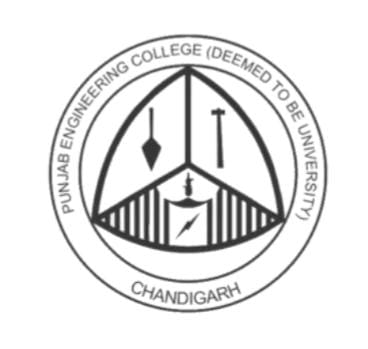 PUNJAB ENGINEERING COLLEGE (DEEMED TO BE UNIVERSITY)
CHANDIGARH